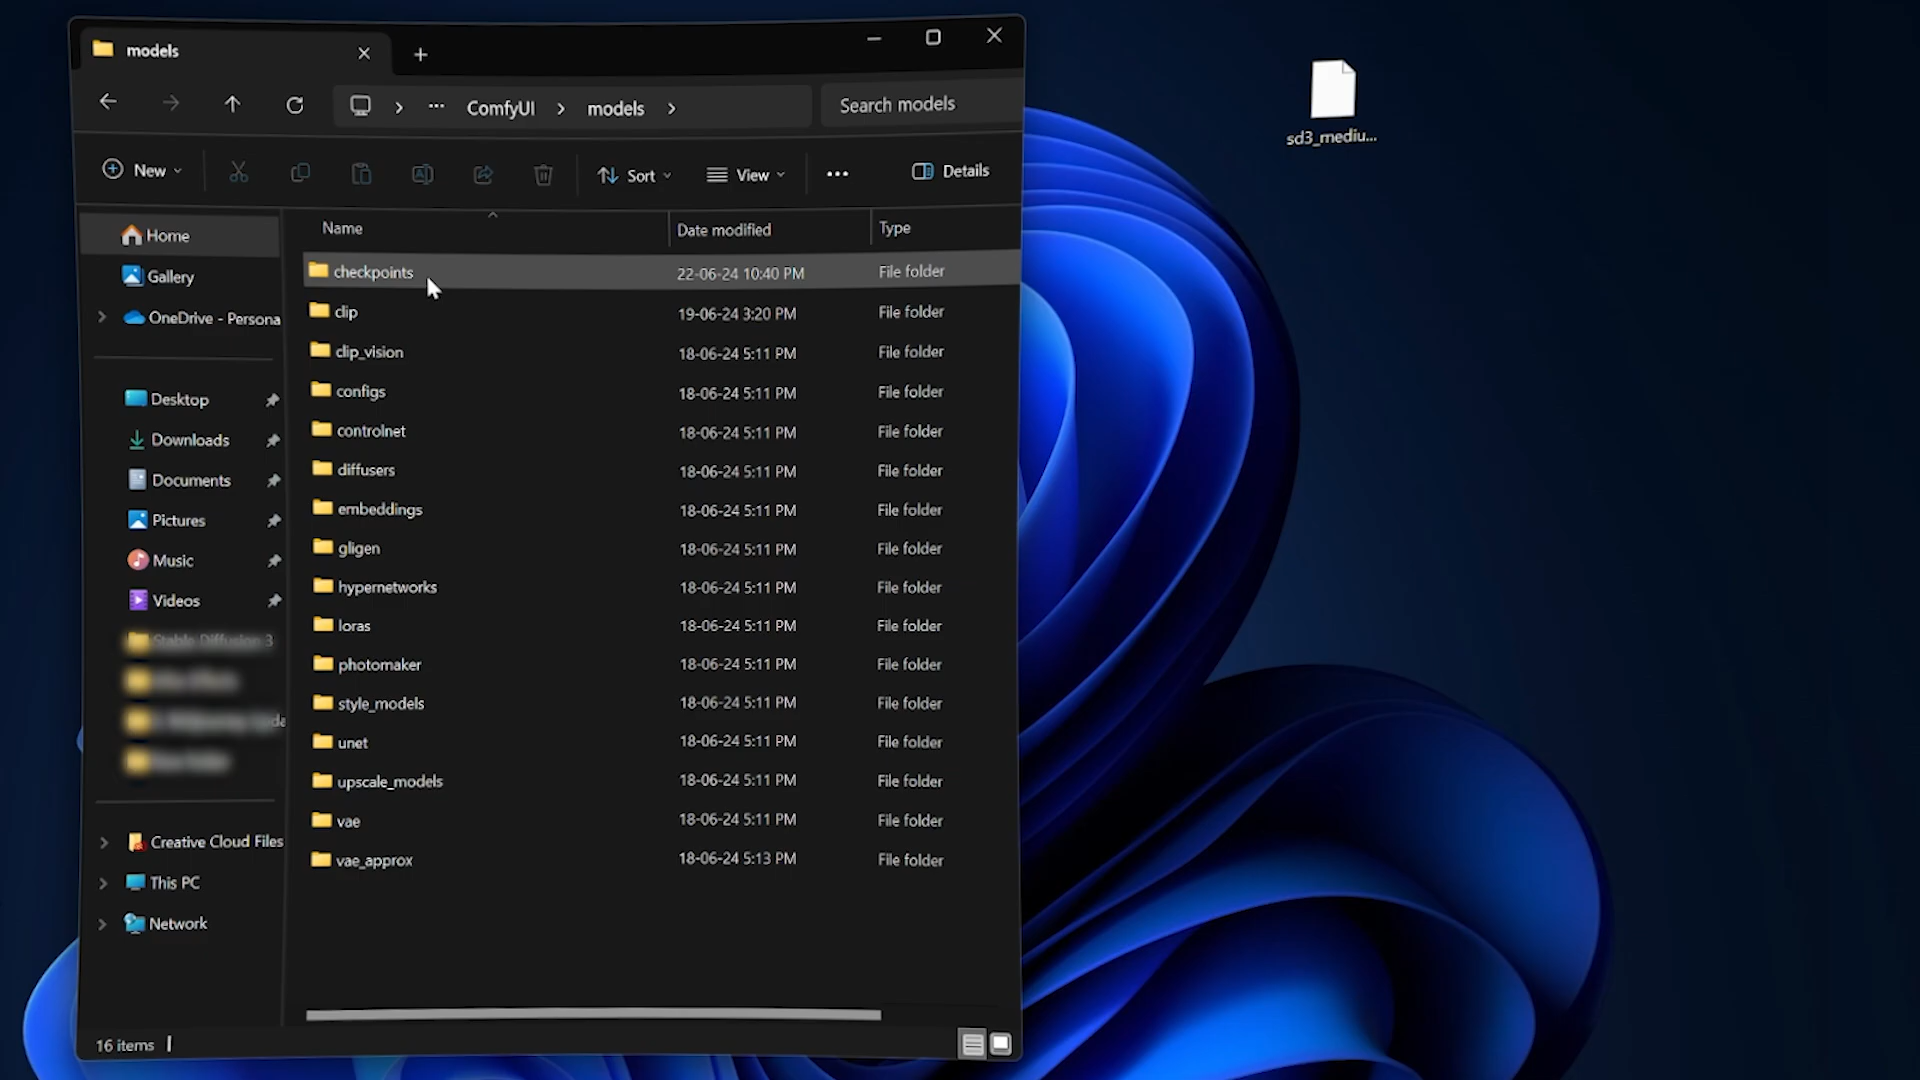 models
ComfyUI
models
Search models
New
Sort
View
Details
Name
Date modified
Type
Home
Gallery
OneDrive - Persona
Desktop
Downloads
Documents
Pictures
Music
Videos
Stable Diffusion 3
Creative Cloud Files
This PC
Network
checkpoints 22-06-24 10:40 PM File folder
clip 19-06-24 3:20 PM File folder
clip_vision 18-06-24 5:11 PM File folder
configs 18-06-24 5:11 PM File folder
controlnet 18-06-24 5:11 PM File folder
diffusers 18-06-24 5:11 PM File folder
embeddings 18-06-24 5:11 PM File folder
gligen 18-06-24 5:11 PM File folder
hypernetworks 18-06-24 5:11 PM File folder
loras 18-06-24 5:11 PM File folder
photomaker 18-06-24 5:11 PM File folder
style_models 18-06-24 5:11 PM File folder
unet 18-06-24 5:11 PM File folder
upscale_models 18-06-24 5:11 PM File folder
vae 18-06-24 5:11 PM File folder
vae_approx 18-06-24 5:13 PM File folder
16 items
sd3_mediu...